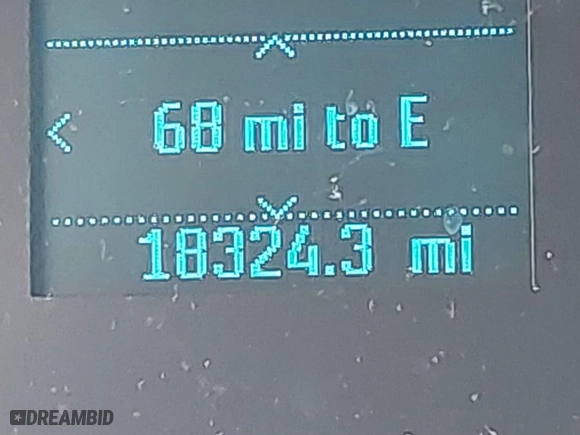 68 mi to E
18324.3 mi
DREAMBID